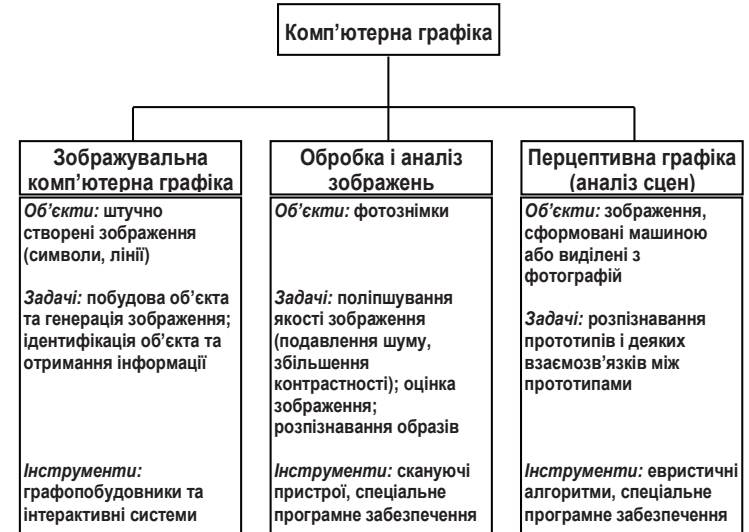 Комп’ютерна графіка
Зображувальна
комп’ютерна графіка
Об’єкти: штучно
створені зображення
(символи, лінії)
Задачі: побудова об’єкта
та генерація зображення;
ідентифікація об’єкта та
отримання інформації
Інструменти:
графопобудовники та
інтерактивні системи
Обробка і аналіз
зображень
Об’єкти: фотознімки
Задачі: поліпшування
якості зображення
(подавлення шуму,
збільшення
контрастності); оцінка
зображення;
розпізнавання образів
Інструменти: скануючі
пристрої, спеціальне
програмне забезпечення
Перцептивна графіка
(аналіз сцен)
Об’єкти: зображення,
сформовані машиною
або виділені з
фотографій
Задачі: розпізнавання
прототипів і деяких
взаємозв’язків між
прототипами
Інструменти: евристичні
алгоритми, спеціальне
програмне забезпечення